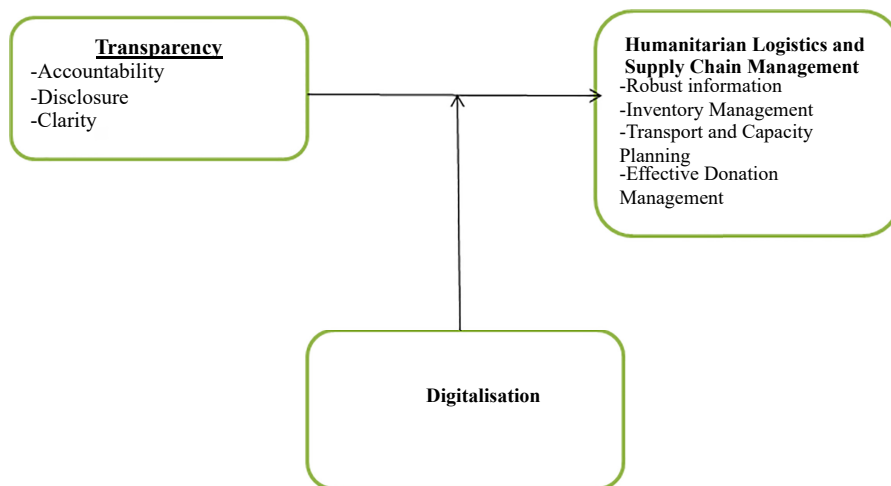 Transparency
-Accountability
-Disclosure
-Clarity
Humanitarian Logistics and
Supply Chain Management
-Robust information
-Inventory Management
-Transport and Capacity
Planning
-Effective Donation
Management
Digitalisation